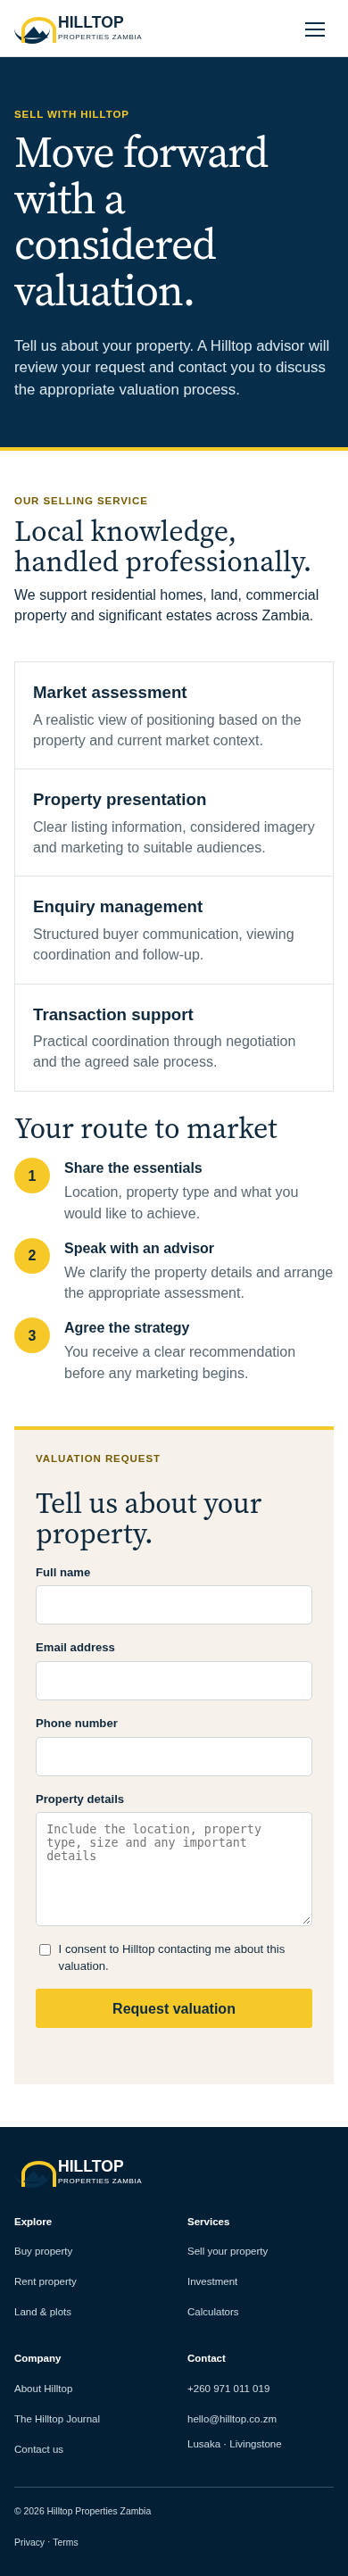 HILLTOP
PROPERTIES ZAMBIA
SELL WITH HILLTOP
Move forward
with a
considered
valuation.
Tell us about your property. A Hilltop advisor will
review your request and contact you to discuss
the appropriate valuation process.
OUR SELLING SERVICE
Local knowledge,
handled professionally.
We support residential homes, land, commercial
property and significant estates across Zambia.
Market assessment
A realistic view of positioning based on the
property and current market context.
Property presentation
Clear listing information, considered imagery
and marketing to suitable audiences.
Enquiry management
Structured buyer communication, viewing
coordination and follow-up.
Transaction support
Practical coordination through negotiation
and the agreed sale process.
Your route to market
1
Share the essentials
Location, property type and what you
would like to achieve.
2
Speak with an advisor
We clarify the property details and arrange
the appropriate assessment.
3
Agree the strategy
You receive a clear recommendation
before any marketing begins.
VALUATION REQUEST
Tell us about your
property.
Full name
Email address
Phone number
Property details
Include the location, property
type, size and any important
details
I consent to Hilltop contacting me about this
valuation.
Request valuation
HILLTOP
PROPERTIES ZAMBIA
Explore
Buy property
Rent property
Land & plots
Services
Sell your property
Investment
Calculators
Company
About Hilltop
The Hilltop Journal
Contact us
Contact
+260 971 011 019
hello@hilltop.co.zm
Lusaka · Livingstone
© 2026 Hilltop Properties Zambia
Privacy · Terms